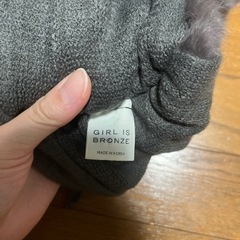 GIRL IS
BRONZE
MADE IN KOREA